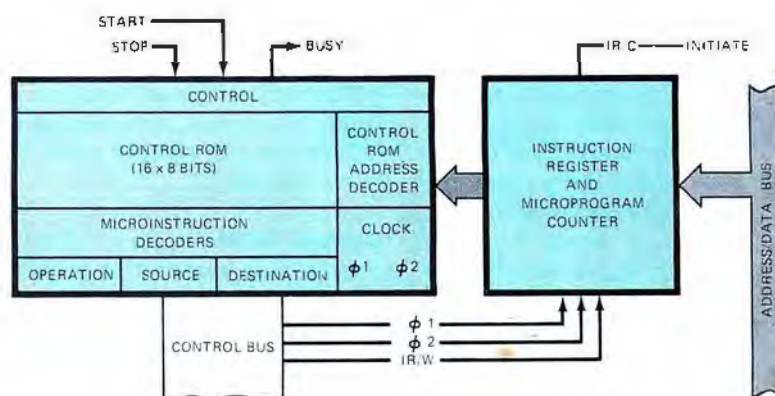 START
STOP
BUSY
IR C
INITIATE
CONTROL
CONTROL ROM
(16 x 8 BITS)
CONTROL
ROM
ADDRESS
DECODER
INSTRUCTION
REGISTER
AND
MICROPROGRAM
COUNTER
ADDRESS/DATA BUS
MICROINSTRUCTION
DECODERS
CLOCK
ϕ1 ϕ2
OPERATION
SOURCE
DESTINATION
CONTROL BUS
ϕ 1
ϕ 2
IR/W